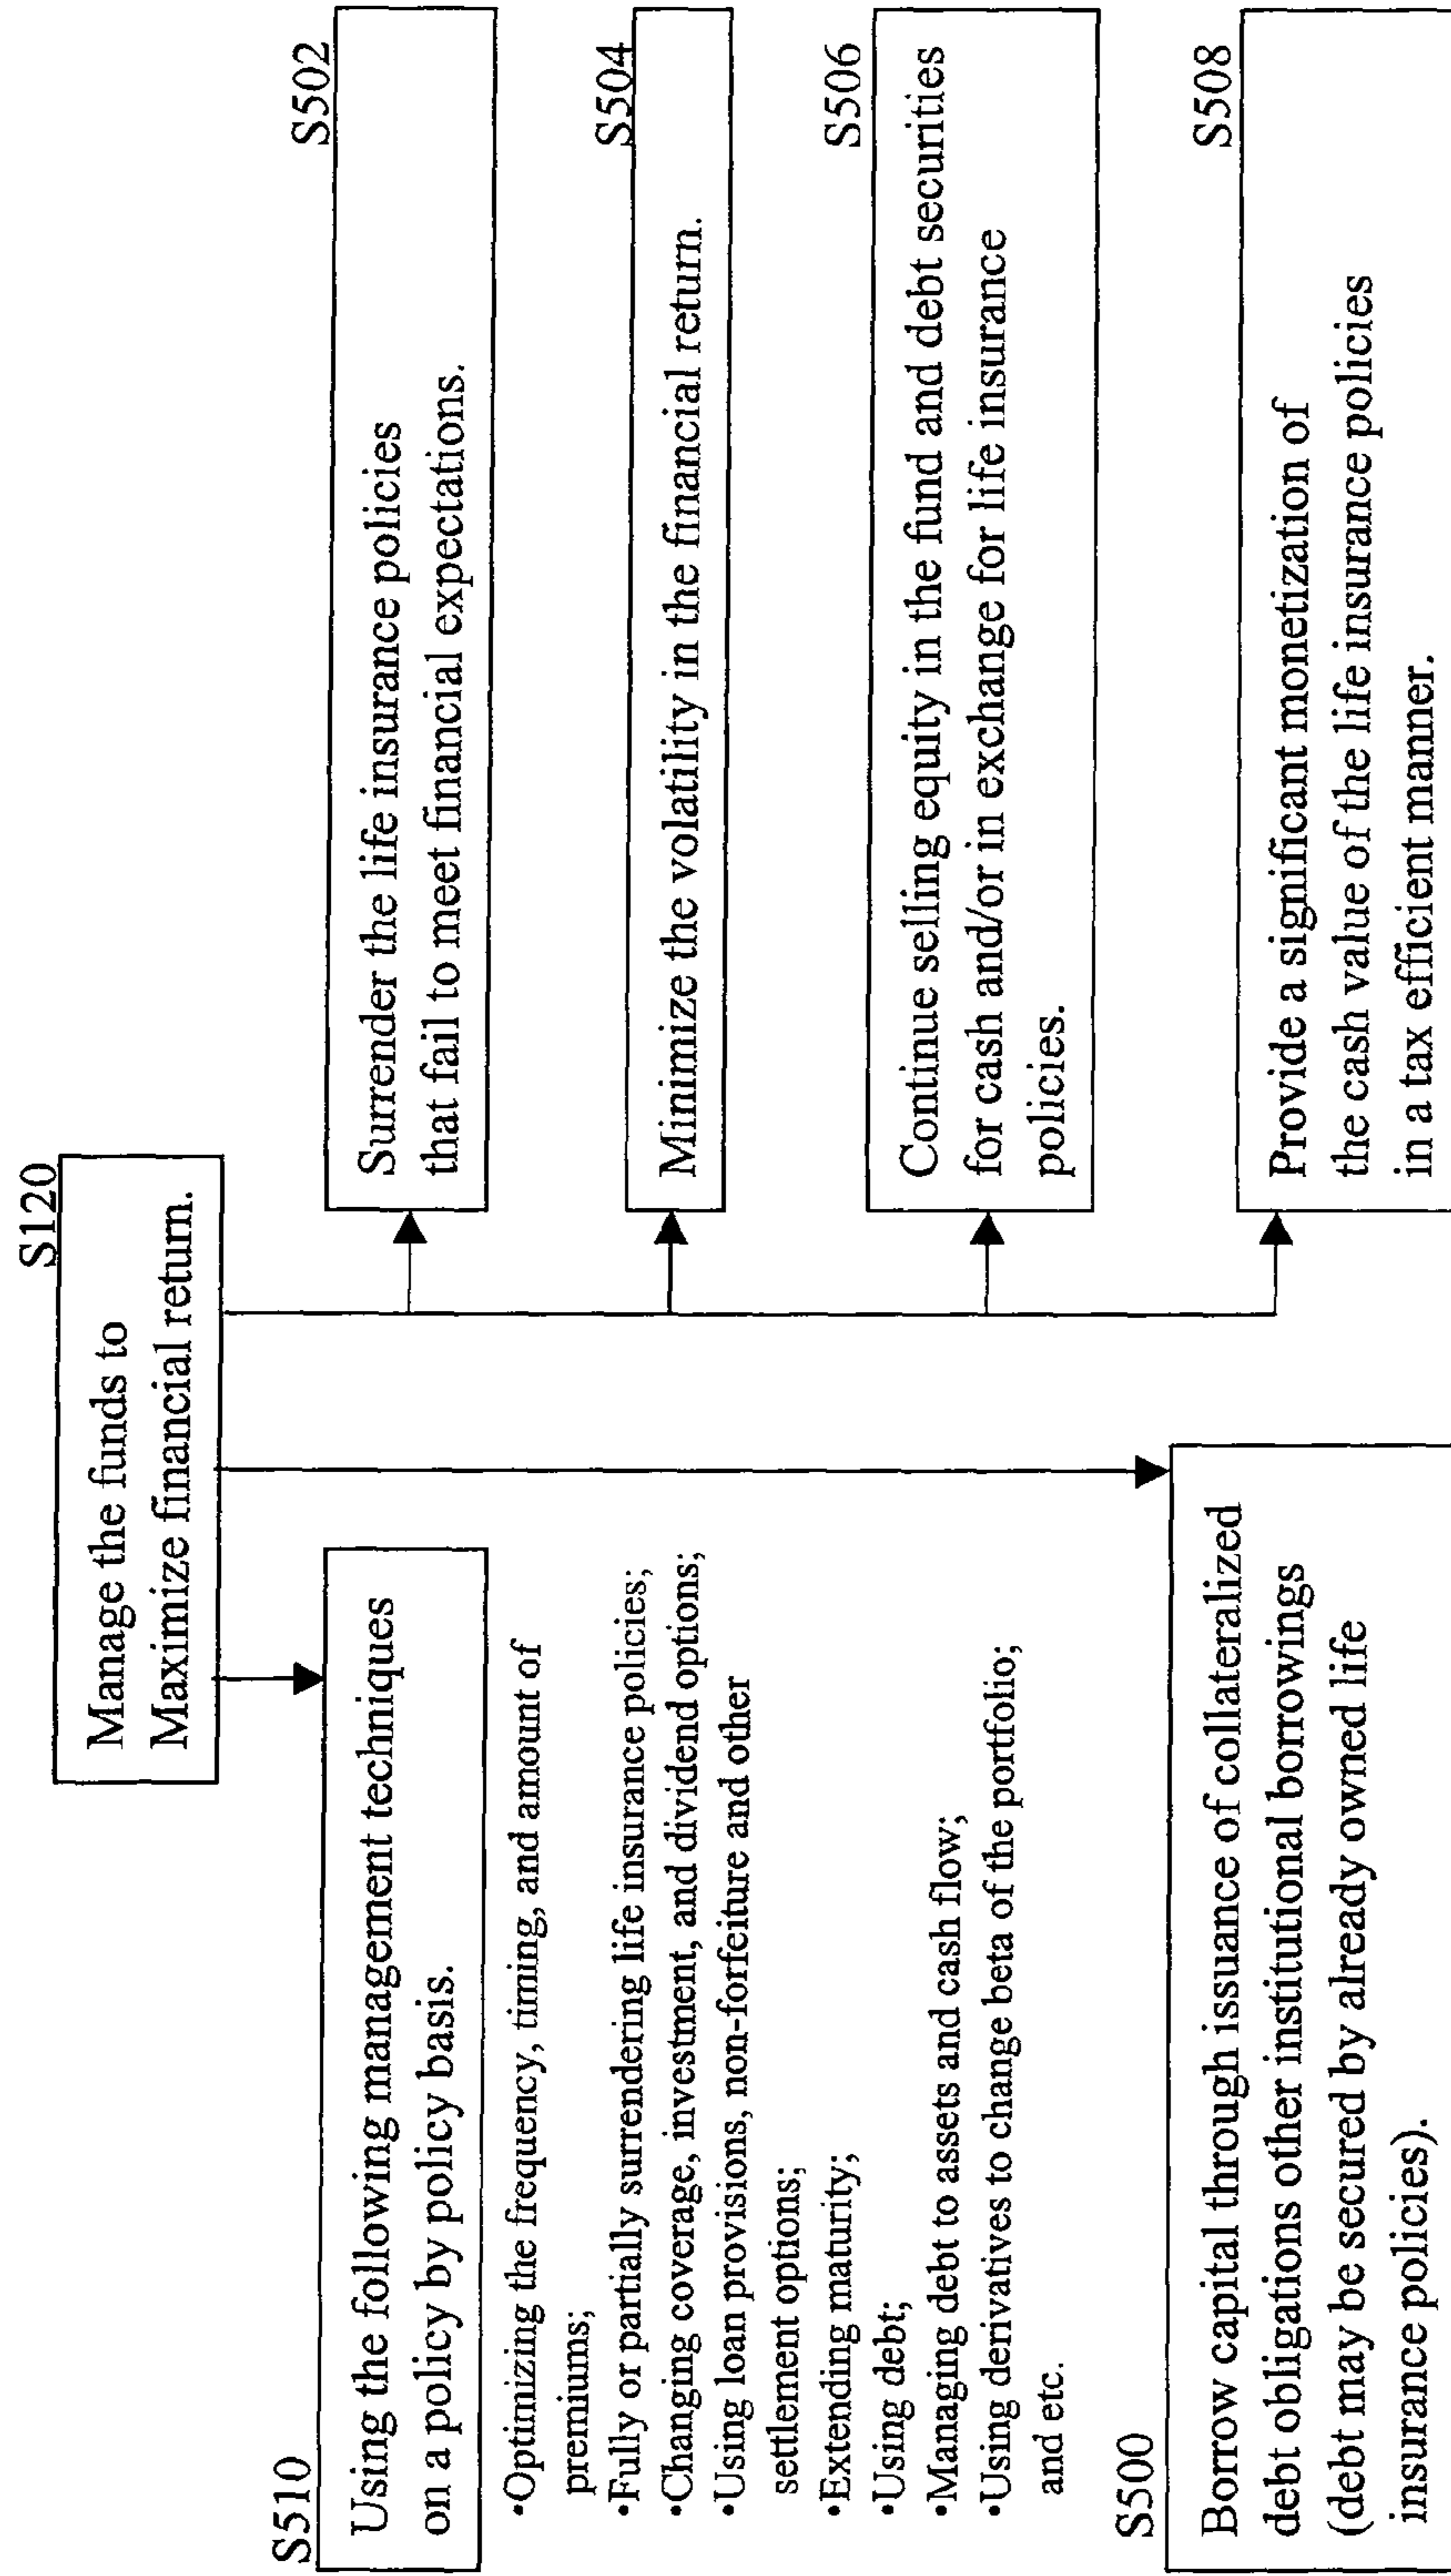 S120
Manage the funds to
Maximize financial return.
S510
Using the following management techniques
on a policy by policy basis.
•Optimizing the frequency, timing, and amount of
premiums;
•Fully or partially surrendering life insurance policies;
•Changing coverage, investment, and dividend options;
•Using loan provisions, non-forfeiture and other
settlement options;
•Extending maturity;
•Using debt;
•Managing debt to assets and cash flow;
•Using derivatives to change beta of the portfolio;
and etc.
S500
Borrow capital through issuance of collateralized
debt obligations other institutional borrowings
(debt may be secured by already owned life
insurance policies).
S502
Surrender the life insurance policies
that fail to meet financial expectations.
S504
Minimize the volatility in the financial return.
S506
Continue selling equity in the fund and debt securities
for cash and/or in exchange for life insurance
policies.
S508
Provide a significant monetization of
the cash value of the life insurance policies
in a tax efficient manner.